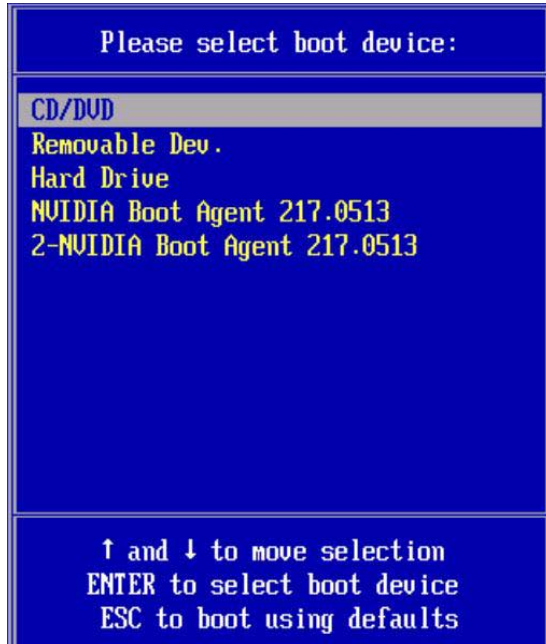 Please select boot device:
CD/DVD
Removable Dev.
Hard Drive
NVIDIA Boot Agent 217.0513
2-NVIDIA Boot Agent 217.0513
↑ and ↓ to move selection
ENTER to select boot device
ESC to boot using defaults